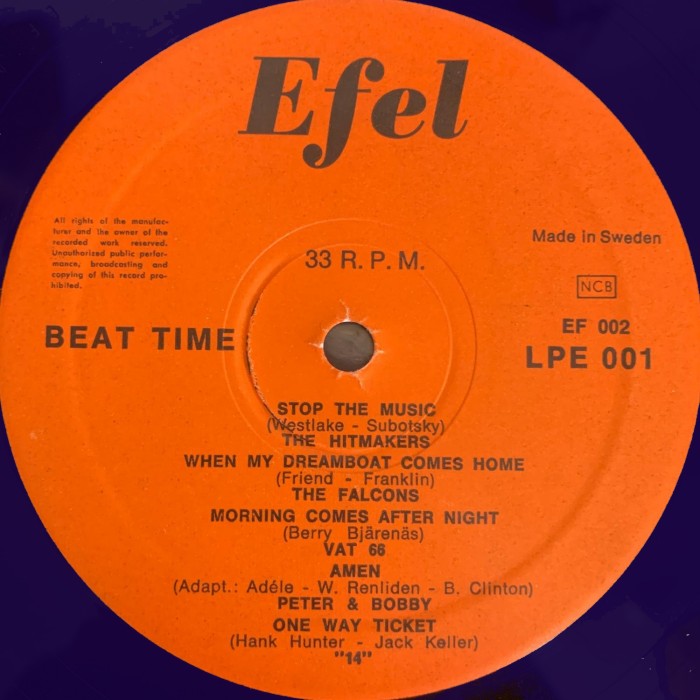 Efel
All rights of the manufac-
turer and the owner of the
recorded work reserved.
Unauthorized public perfor-
mance, broadcasting and
copying of this record pro-
hibited.
33 R. P. M.
Made in Sweden
NCB
BEAT TIME
EF 002
LPE 001
STOP THE MUSIC
(Westlake - Subotsky)
THE HITMAKERS
WHEN MY DREAMBOAT COMES HOME
(Friend - Franklin)
THE FALCONS
MORNING COMES AFTER NIGHT
(Berry Bjärenäs)
VAT 66
AMEN
(Adapt.: Adéle - W. Renliden - B. Clinton)
PETER & BOBBY
ONE WAY TICKET
(Hank Hunter - Jack Keller)
"14"